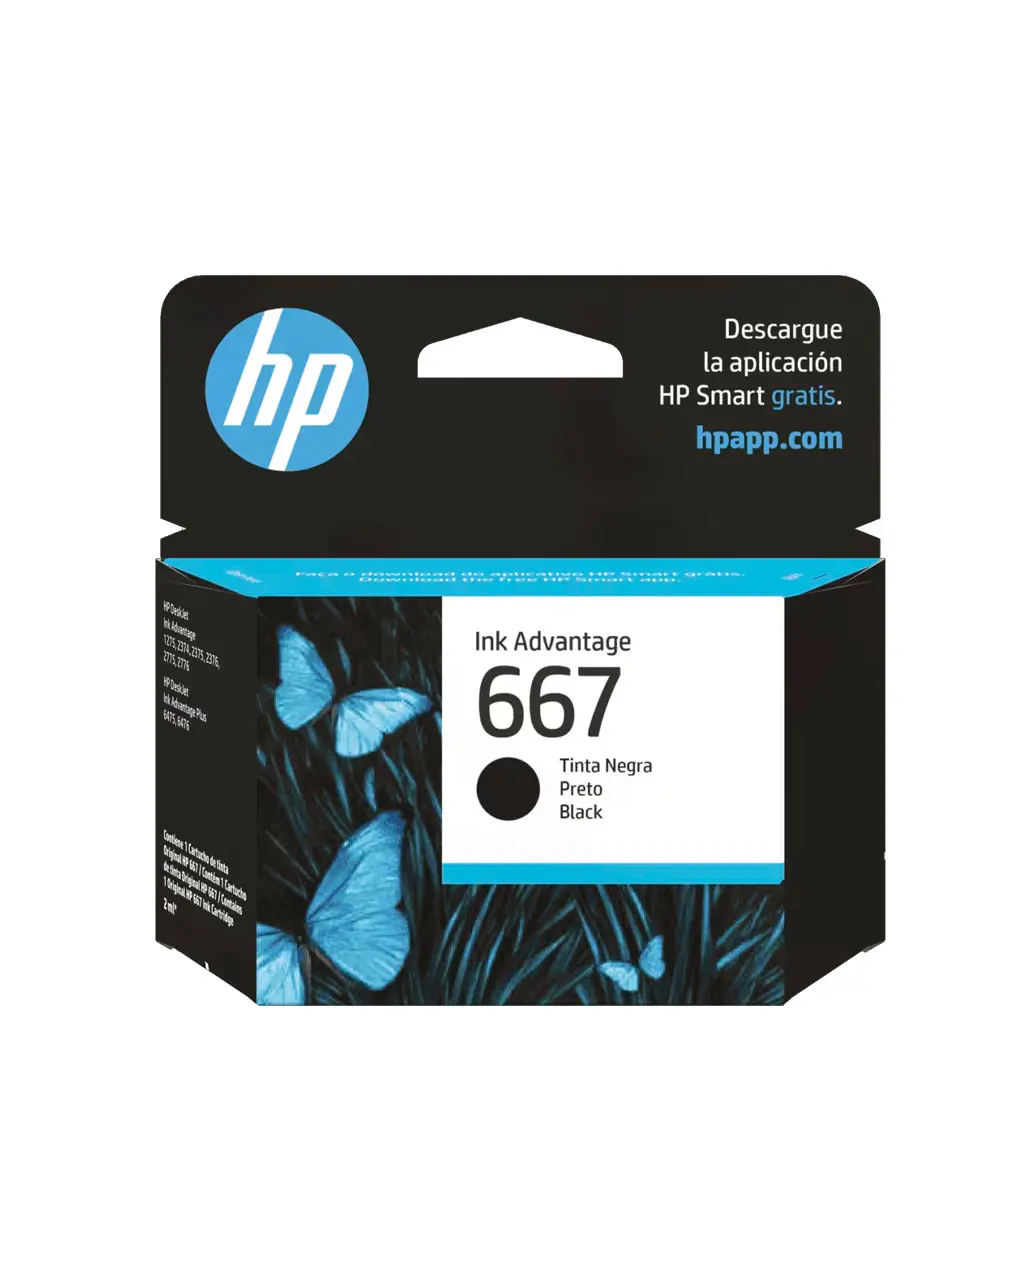 hp
Descargue
la aplicación
HP Smart gratis.
hpapp.com
Faça o download do aplicativo HP Smart grátis.
Download the free HP Smart app.
HP DeskJet
Ink Advantage
1275, 2374, 2375, 2376,
2775, 2776
HP DeskJet
Ink Advantage Plus
6475, 6476
Ink Advantage
667
Tinta Negra
Preto
Black
Contiene 1 Cartucho de tinta
Original HP 667 / Contém 1 Cartucho
de tinta Original HP 667 / Contains
1 Original HP 667 Ink Cartridge
2 ml*